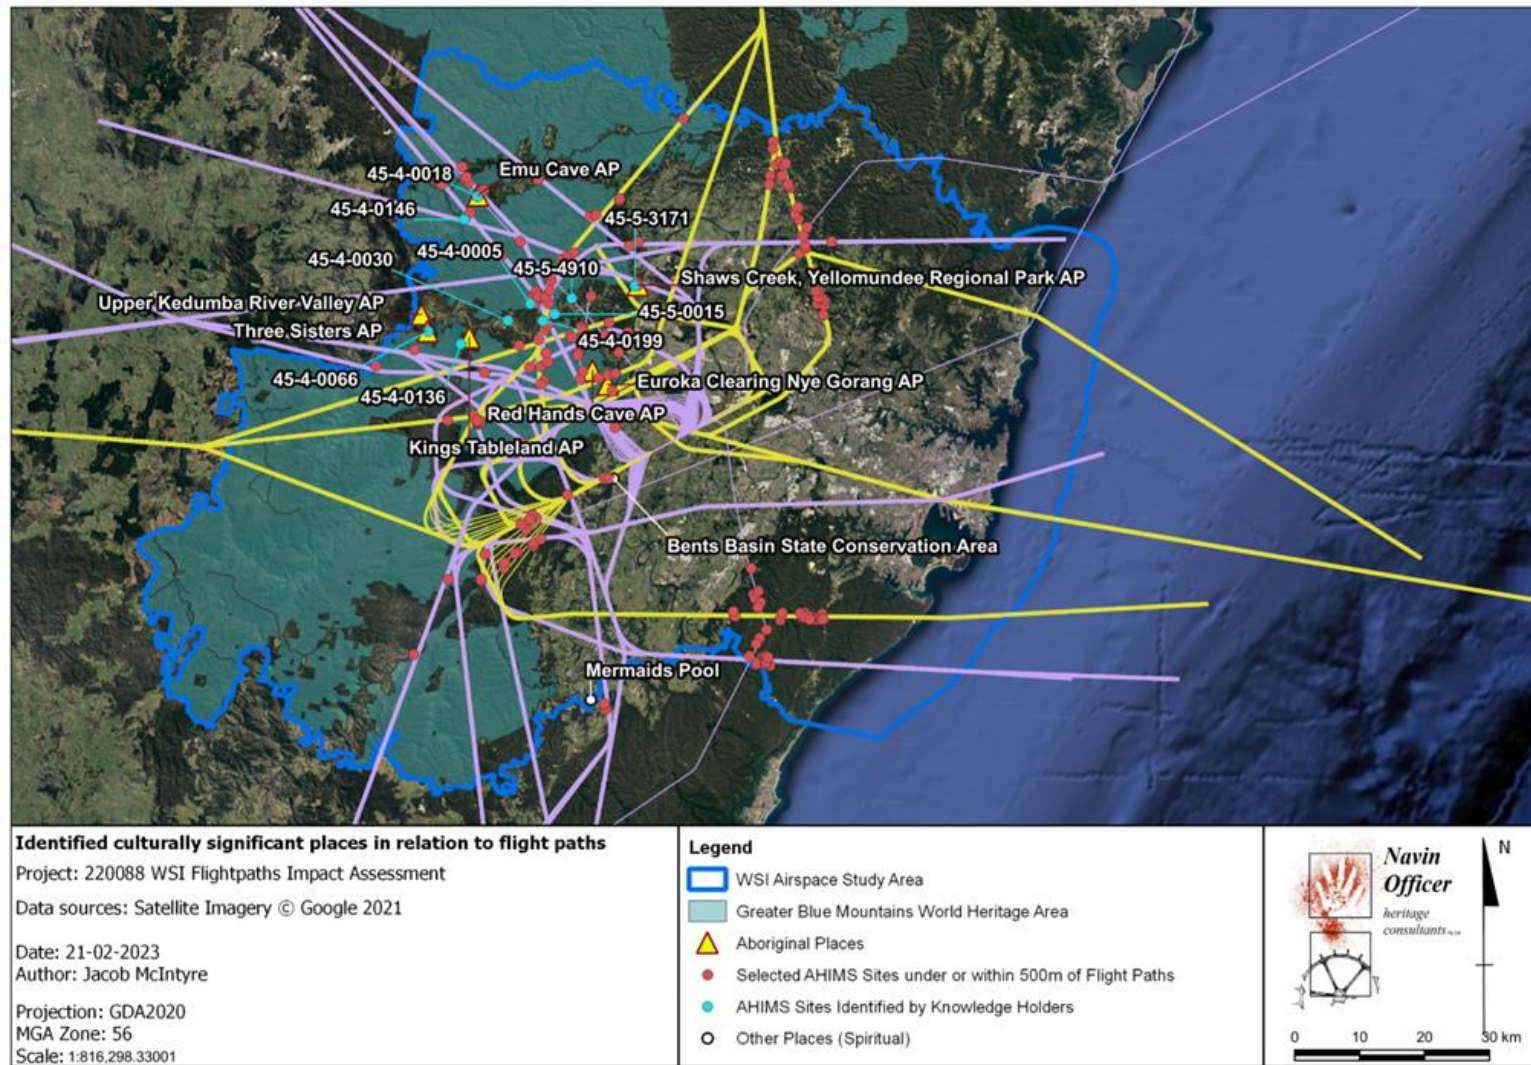 45-4-0018
Emu Cave AP
45-4-0146
45-5-3171
45-4-0005
45-4-0030
45-5-4910
Shaws Creek, Yellomundee Regional Park AP
Upper Kedumba River Valley AP
45-5-0015
Three Sisters AP
45-4-0199
45-4-0066
Euroka Clearing Nye Gorang AP
45-4-0136
Red Hands Cave AP
Kings Tableland AP
Bents Basin State Conservation Area
Mermaids Pool
Identified culturally significant places in relation to flight paths
Project: 220088 WSI Flightpaths Impact Assessment
Data sources: Satellite Imagery © Google 2021
Date: 21-02-2023
Author: Jacob McIntyre
Projection: GDA2020
MGA Zone: 56
Scale: 1:816,298.33001
Legend
WSI Airspace Study Area
Greater Blue Mountains World Heritage Area
Aboriginal Places
Selected AHIMS Sites under or within 500m of Flight Paths
AHIMS Sites Identified by Knowledge Holders
Other Places (Spiritual)
Navin
Officer
heritage
consultants
N
0 10 20 30 km